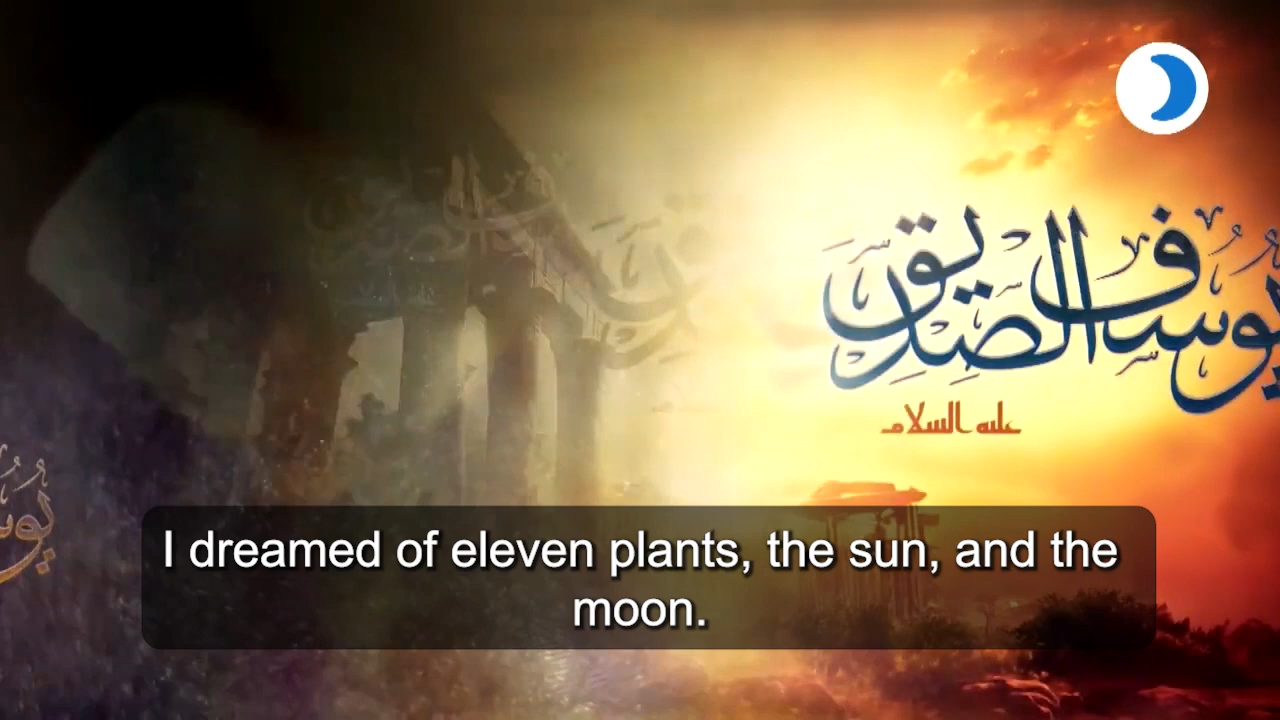 يوسف الصديق
عليه السلام
I dreamed of eleven plants, the sun, and the
moon.